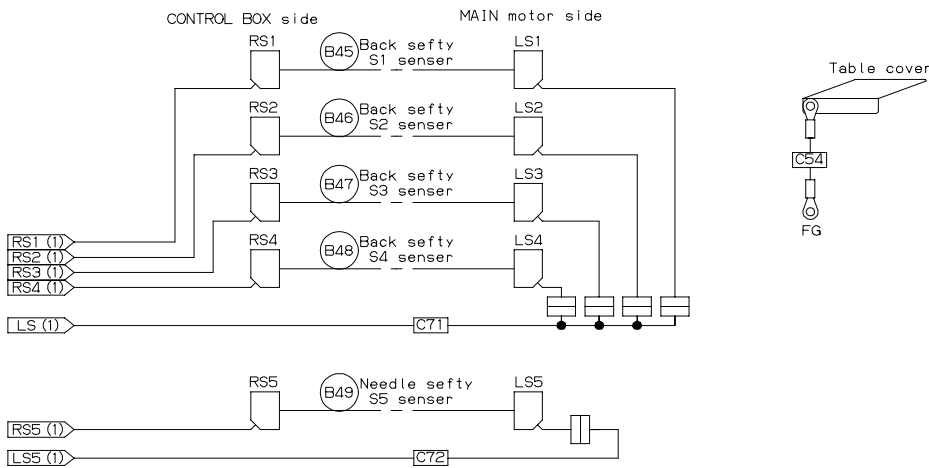 CONTROL BOX side
MAIN motor side
RS1
B45
Back sefty
S1 senser
LS1
Table cover
RS2
B46
Back sefty
S2 senser
LS2
C54
RS3
B47
Back sefty
S3 senser
LS3
FG
RS4
B48
Back sefty
S4 senser
LS4
RS1 (1)
RS2 (1)
RS3 (1)
RS4 (1)
LS (1)
C71
RS5
B49
Needle sefty
S5 senser
LS5
RS5 (1)
LS5 (1)
C72